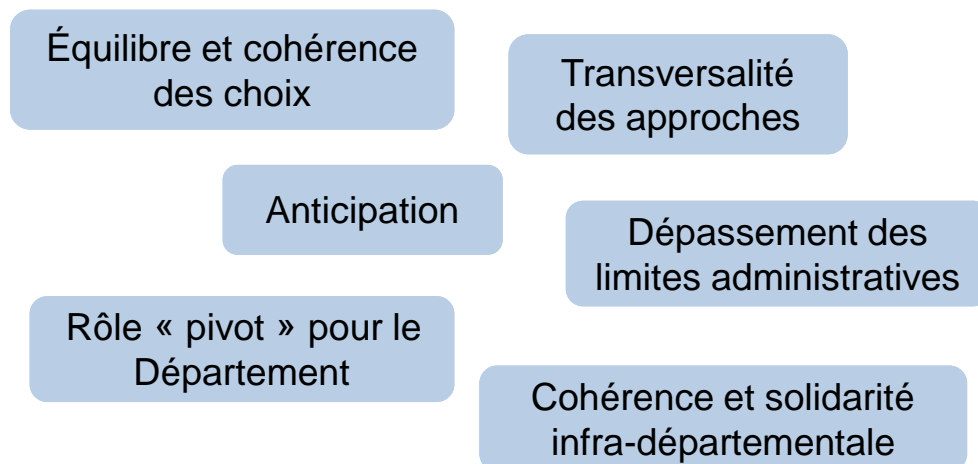 Équilibre et cohérence
des choix
Transversalité
des approches
Anticipation
Dépassement des
limites administratives
Rôle « pivot » pour le
Département
Cohérence et solidarité
infra-départementale